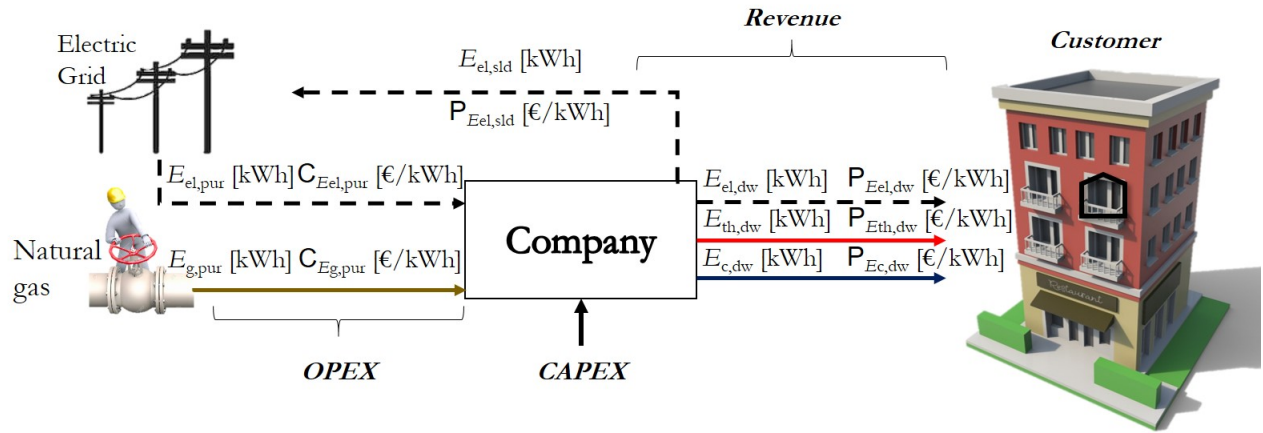 Revenue
Electric
Grid
Customer
E el,sld [kWh]
P Eel,sld [€/kWh]
E el,pur [kWh] C Eel,pur [€/kWh]
E el,dw [kWh] P Eel,dw [€/kWh]
E th,dw [kWh] P Eth,dw [€/kWh]
Company
Natural
gas
E g,pur [kWh] C Eg,pur [€/kWh]
E c,dw [kWh] P Ec,dw [€/kWh]
Restaurant
OPEX
CAPEX